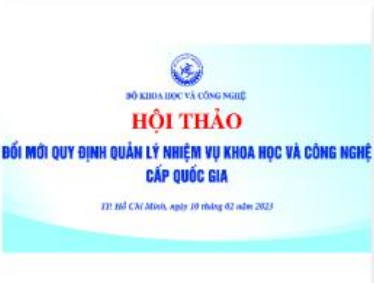 BỘ KHOA HỌC VÀ CÔNG NGHỆ
HỘI THẢO
ĐỔI MỚI QUY ĐỊNH QUẢN LÝ NHIỆM VỤ KHOA HỌC VÀ CÔNG NGHỆ
CẤP QUỐC GIA
TP. Hồ Chí Minh, ngày 10 tháng 02 năm 2023